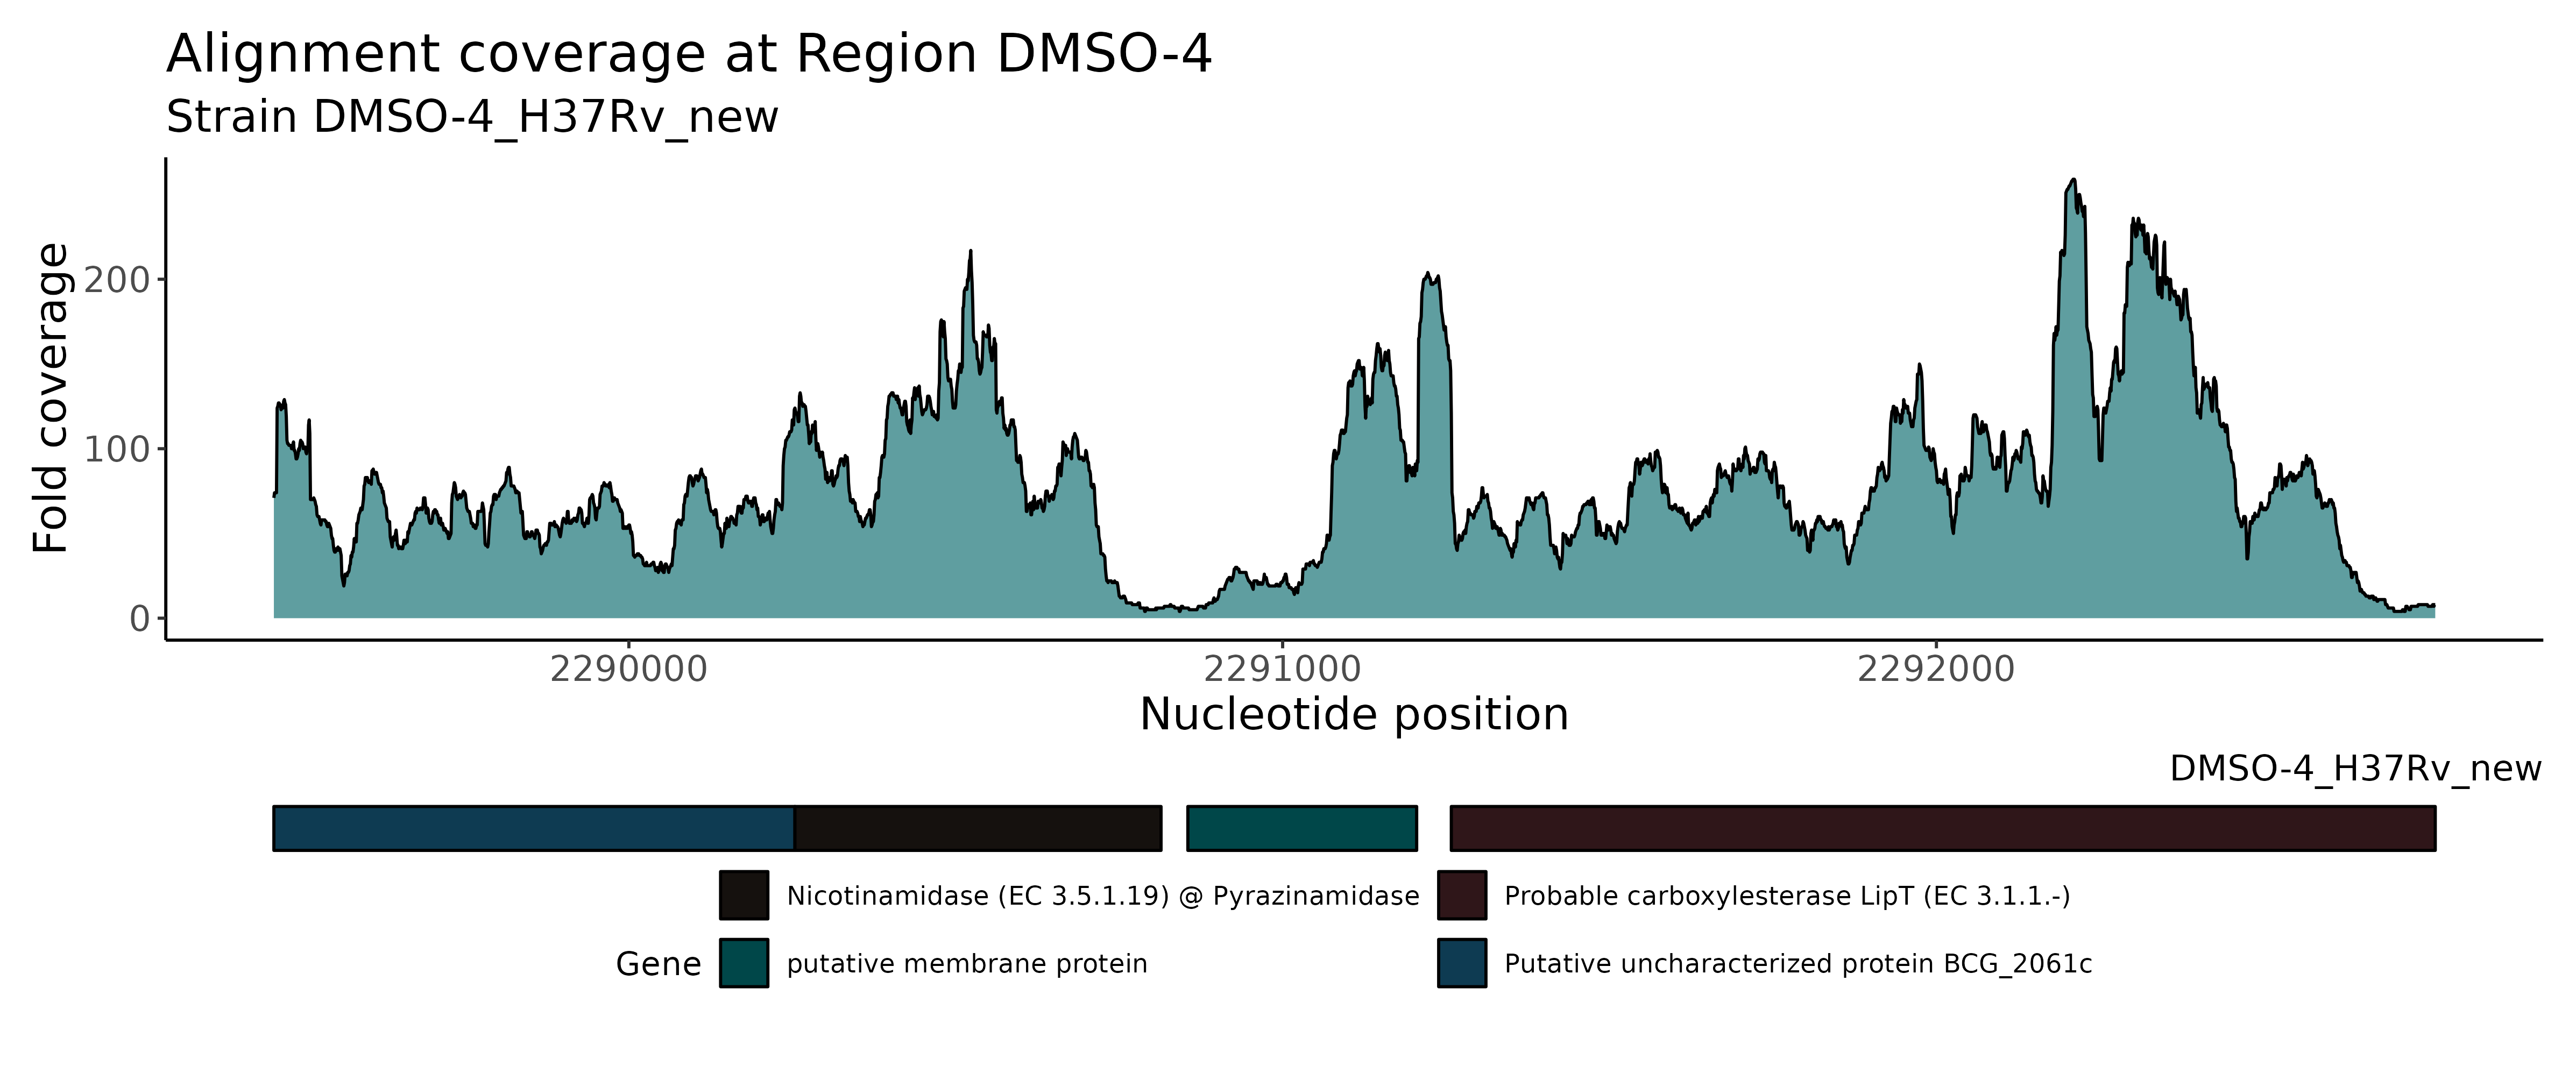 Alignment coverage at Region DMSO-4
Strain DMSO-4_H37Rv_new
Fold coverage
200
100
0
2290000 2291000 2292000
Nucleotide position
DMSO-4_H37Rv_new
Nicotinamidase (EC 3.5.1.19) @ Pyrazinamidase Probable carboxylesterase LipT (EC 3.1.1.-)
Gene putative membrane protein Putative uncharacterized protein BCG_2061c